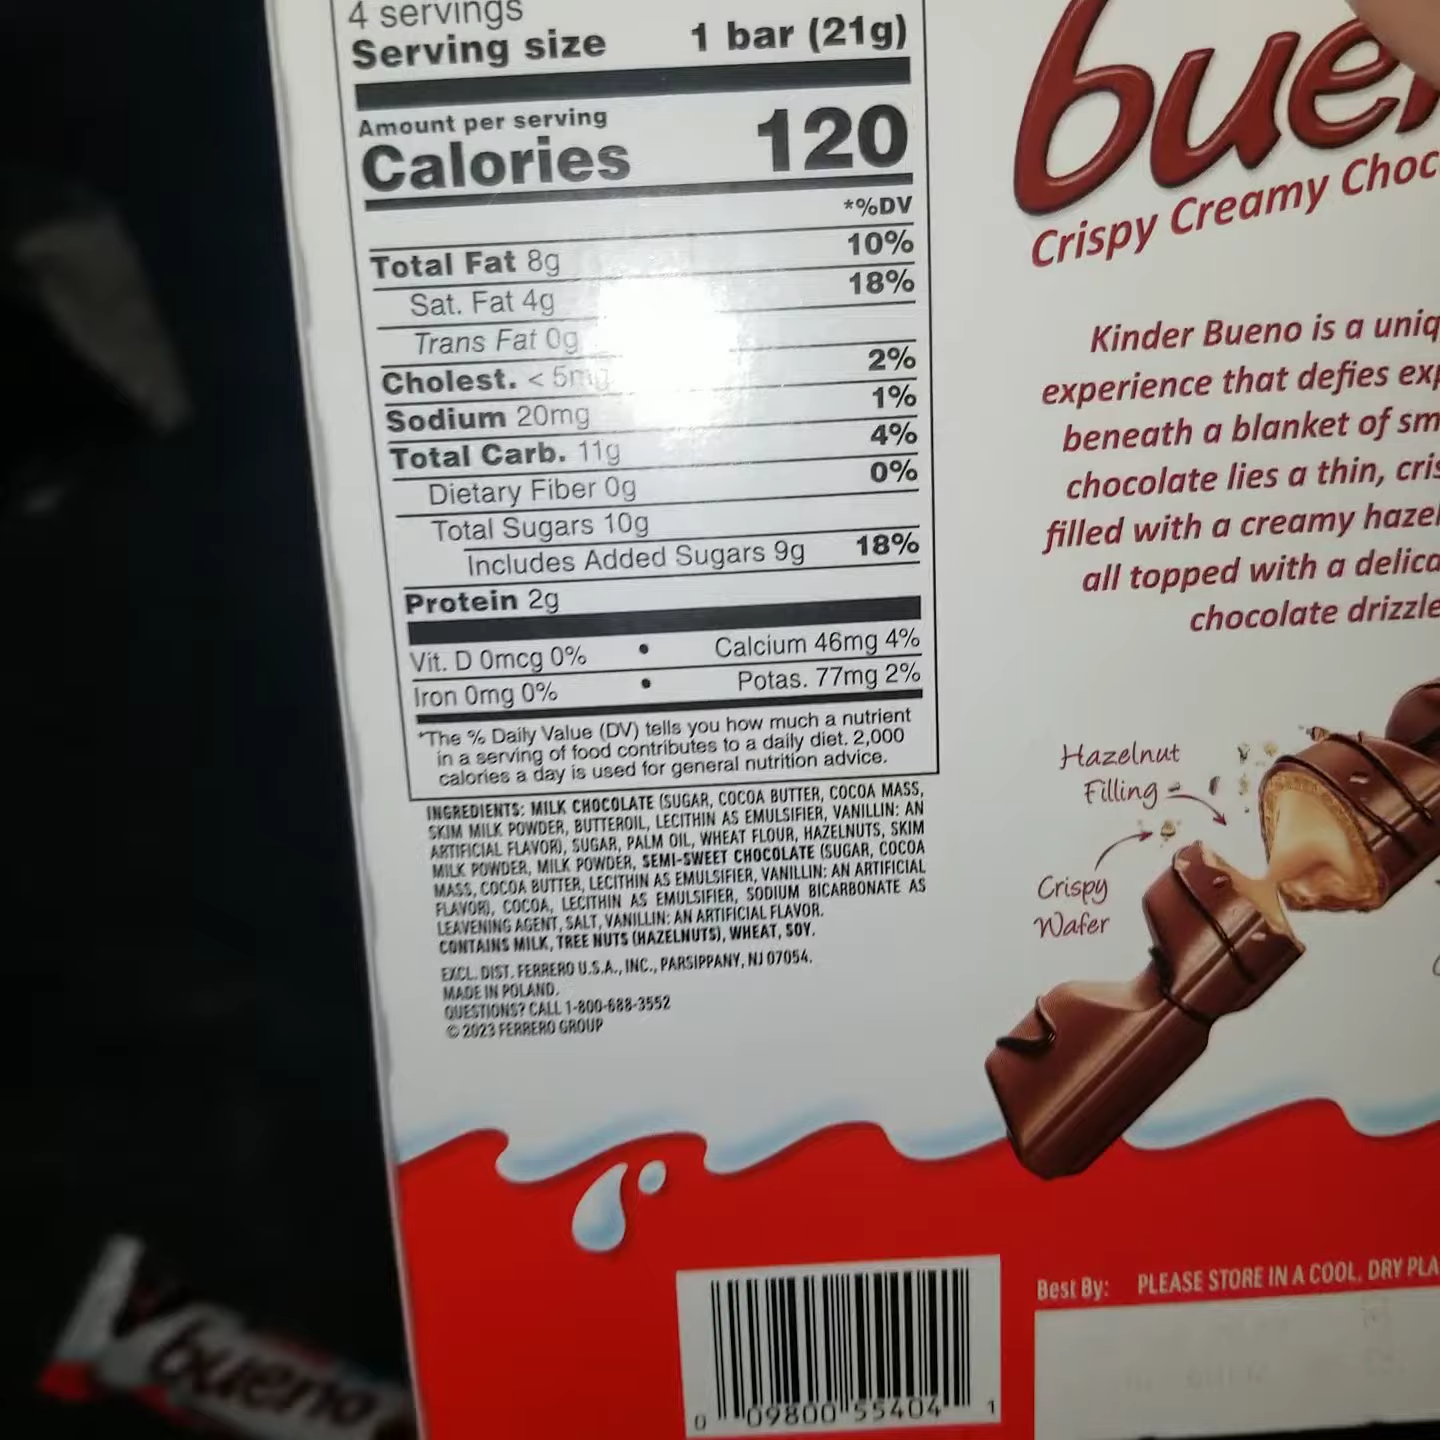 4 servings
Serving size 1 bar (21g)
Amount per serving
Calories 120
*%DV
Total Fat 8g 10%
Sat. Fat 4g 18%
Trans Fat 0g
Cholest. < 5mg 2%
Sodium 20mg 1%
Total Carb. 11g 4%
Dietary Fiber 0g 0%
Total Sugars 10g
Includes Added Sugars 9g 18%
Protein 2g
Vit. D 0mcg 0% • Calcium 46mg 4%
Iron 0mg 0% • Potas. 77mg 2%
*The % Daily Value (DV) tells you how much a nutrient
in a serving of food contributes to a daily diet. 2,000
calories a day is used for general nutrition advice.
INGREDIENTS: MILK CHOCOLATE (SUGAR, COCOA BUTTER, COCOA MASS,
SKIM MILK POWDER, BUTTEROIL, LECITHIN AS EMULSIFIER, VANILLIN: AN
ARTIFICIAL FLAVOR), SUGAR, PALM OIL, WHEAT FLOUR, HAZELNUTS, SKIM
MILK POWDER, MILK POWDER, SEMI-SWEET CHOCOLATE (SUGAR, COCOA
MASS, COCOA BUTTER, LECITHIN AS EMULSIFIER, VANILLIN: AN ARTIFICIAL
FLAVOR), COCOA, LECITHIN AS EMULSIFIER, SODIUM BICARBONATE AS
LEAVENING AGENT, SALT, VANILLIN: AN ARTIFICIAL FLAVOR.
CONTAINS MILK, TREE NUTS (HAZELNUTS), WHEAT, SOY.
EXCL. DIST. FERRERO U.S.A., INC., PARSIPPANY, NJ 07054.
MADE IN POLAND.
QUESTIONS? CALL 1-800-688-3552
© 2023 FERRERO GROUP
bue
Crispy Creamy Choc
Kinder Bueno is a uniq
experience that defies exp
beneath a blanket of sm
chocolate lies a thin, cris
filled with a creamy hazel
all topped with a delica
chocolate drizzle
Hazelnut
Filling
Crispy
Wafer
Best By: PLEASE STORE IN A COOL, DRY PLA
0 09800 55404 1
bueno